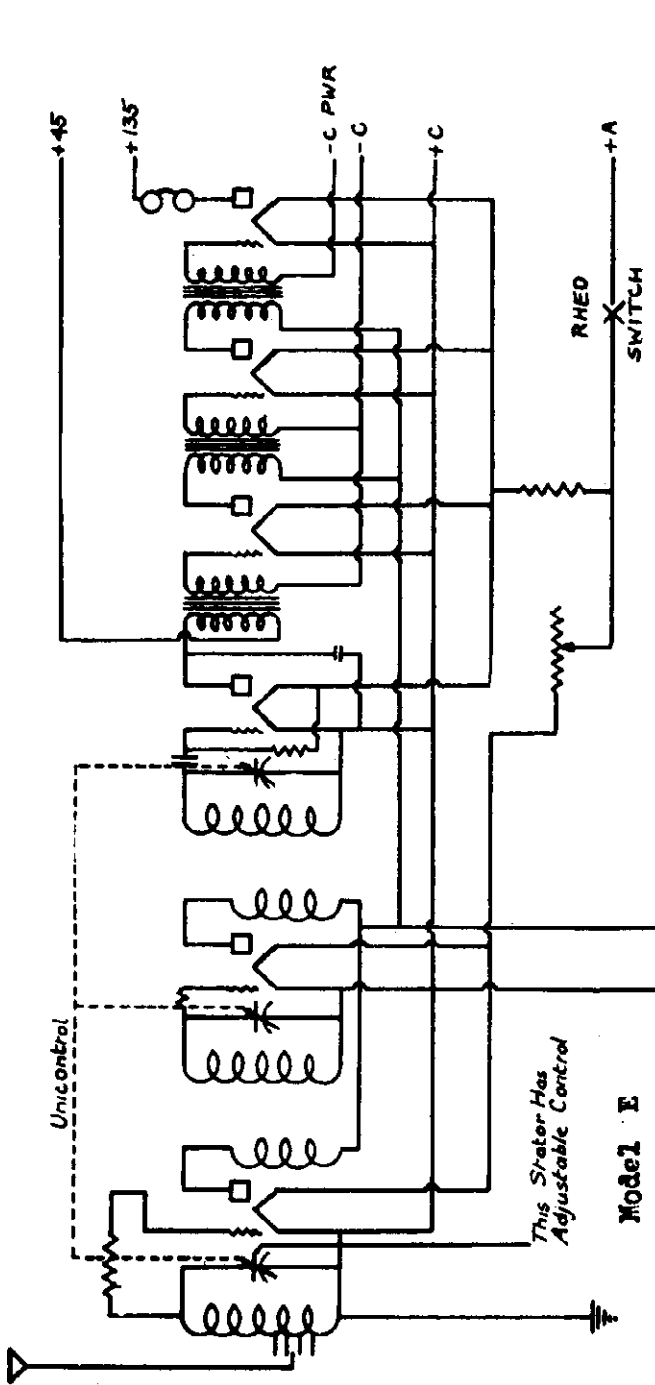 +45
+135
-C PWR
-C
+C
+A
RHEO
SWITCH
Unicontrol
This Stator Has
Adjustable Control
Model E